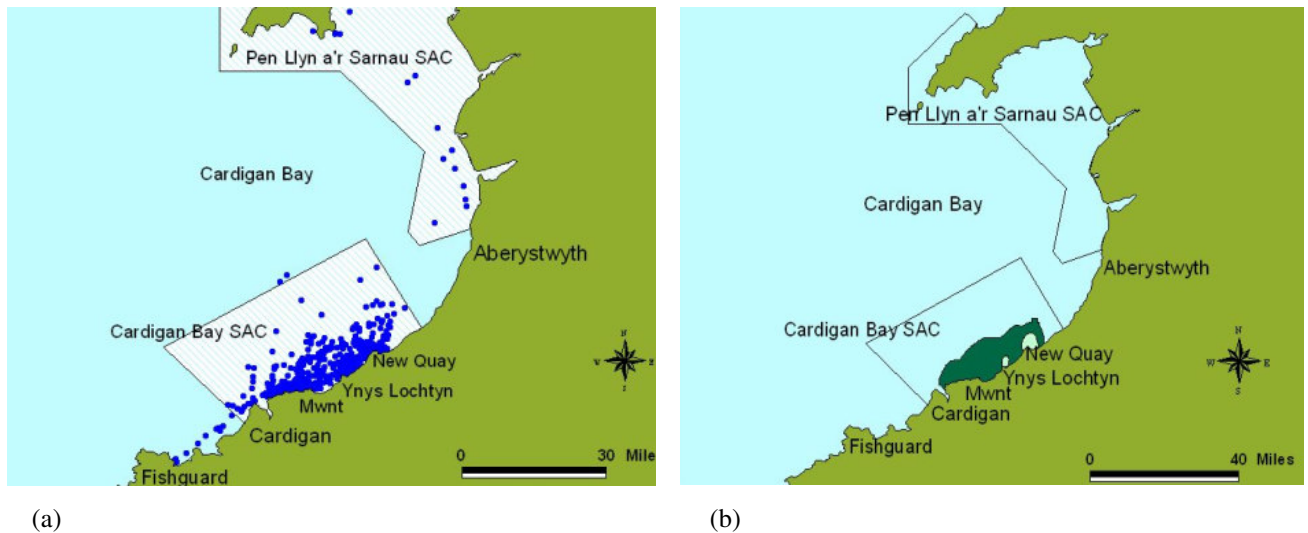 Pen Llyn a'r Sarnau SAC
Cardigan Bay
Aberystwyth
Cardigan Bay SAC
New Quay
Ynys Lochtyn
Mwnt
Cardigan
Fishguard
0 30 Mile
N
W E
S
(a)
Pen Llyn a'r Sarnau SAC
Cardigan Bay
Aberystwyth
Cardigan Bay SAC
New Quay
Ynys Lochtyn
Mwnt
Cardigan
Fishguard
0 40 Miles
N
W E
S
(b)